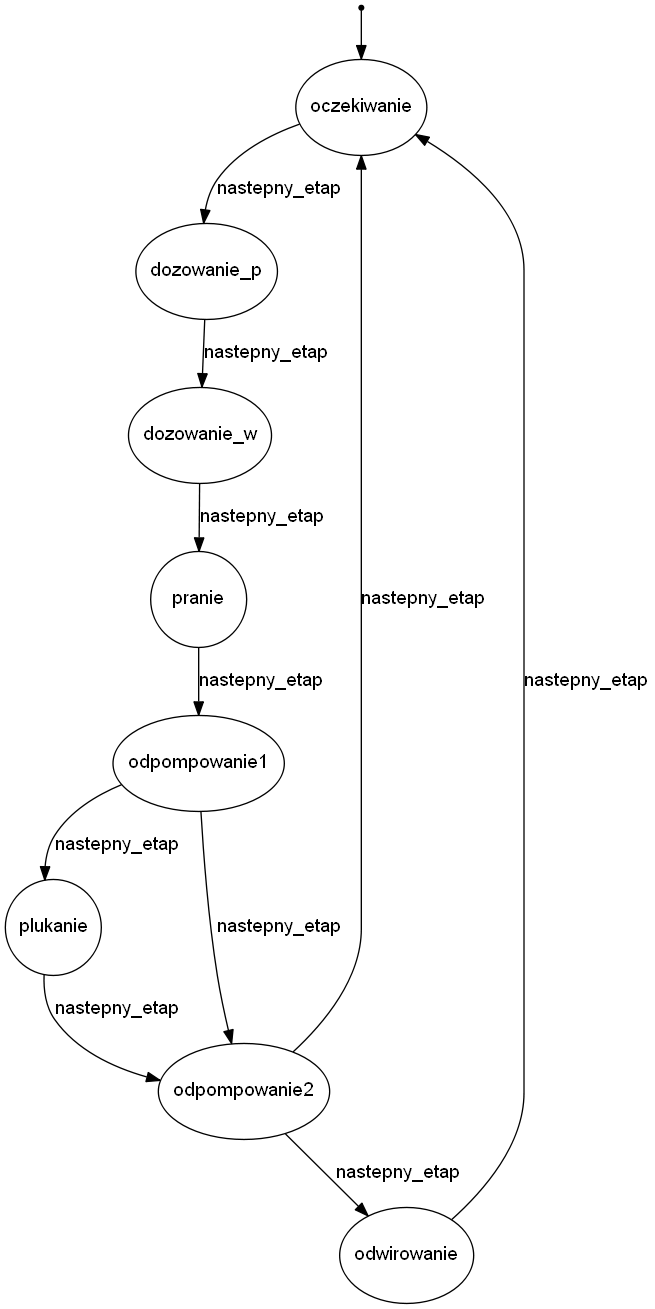 oczekiwanie
nastepny_etap
dozowanie_p
nastepny_etap
dozowanie_w
nastepny_etap
pranie
nastepny_etap
nastepny_etap
odpompowanie1
nastepny_etap
nastepny_etap
plukanie
nastepny_etap
nastepny_etap
odpompowanie2
nastepny_etap
odwirowanie